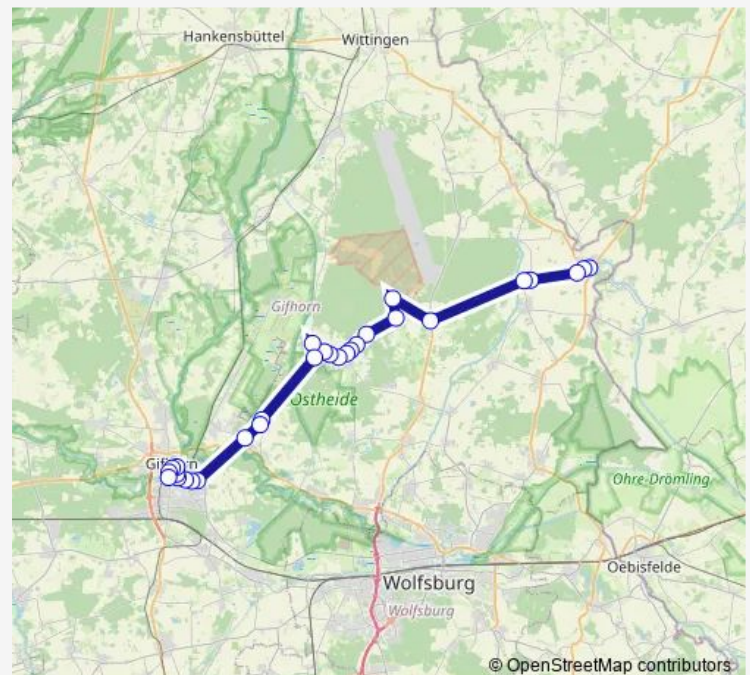 Hankensbüttel
Wittingen
Gifhorn
Ostheide
Gifhorn
Ohre-Drömling
Oebisfelde
Wolfsburg
Wolfsburg
© OpenStreetMap contributors